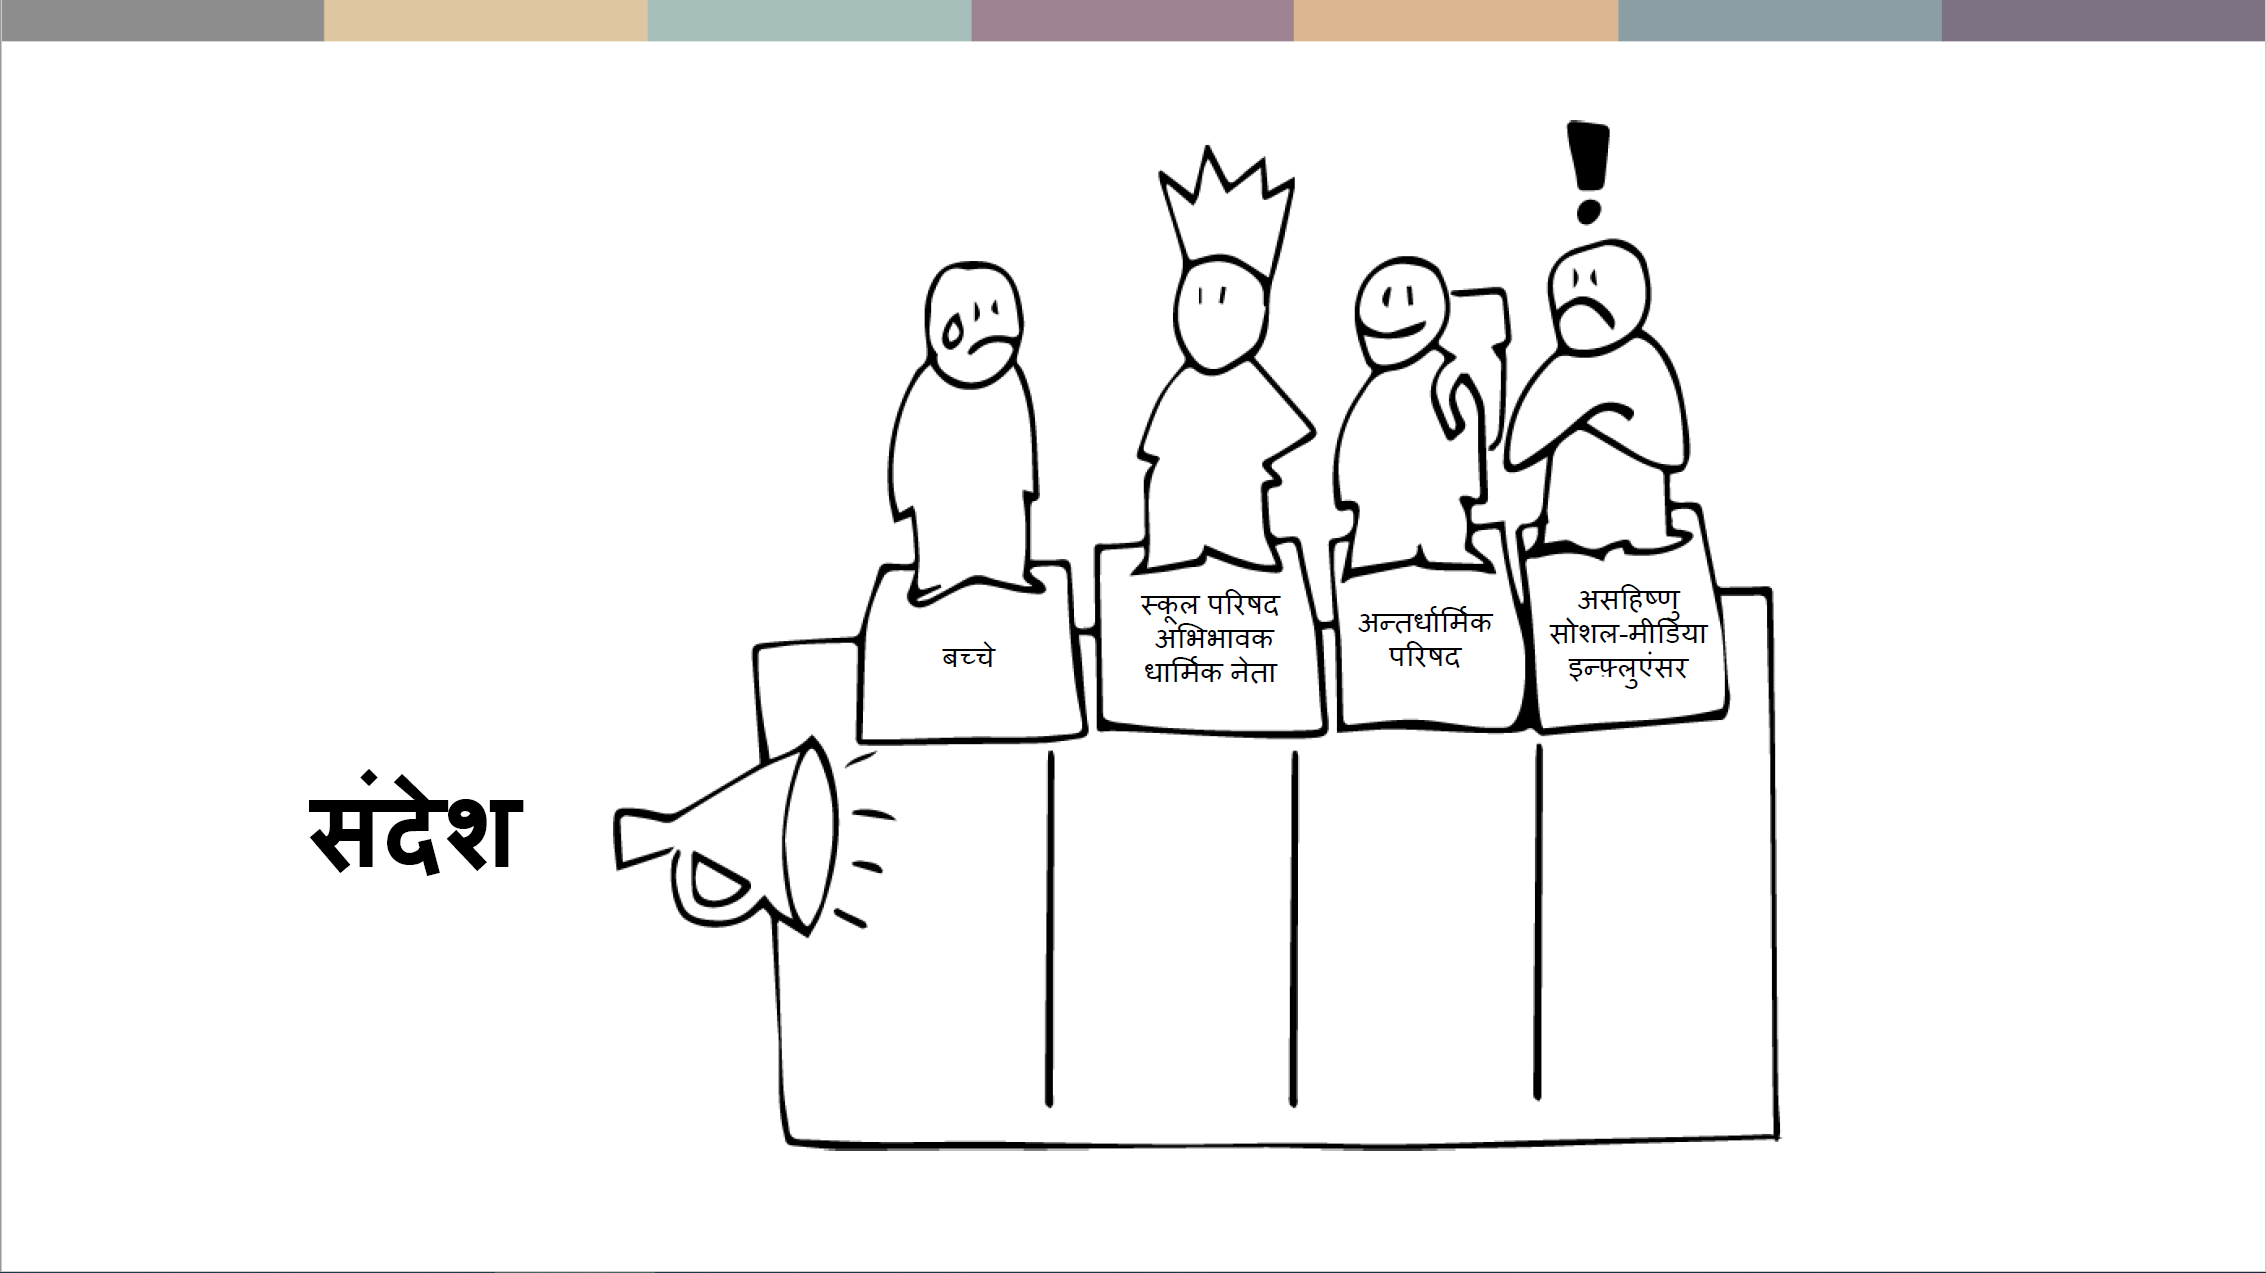 बच्चे
स्कूल परिषद
अभिभावक
धार्मिक नेता
अन्तर्धार्मिक
परिषद
असहिष्णु
सोशल-मीडिया
इन्फ़्लुएंसर
संदेश